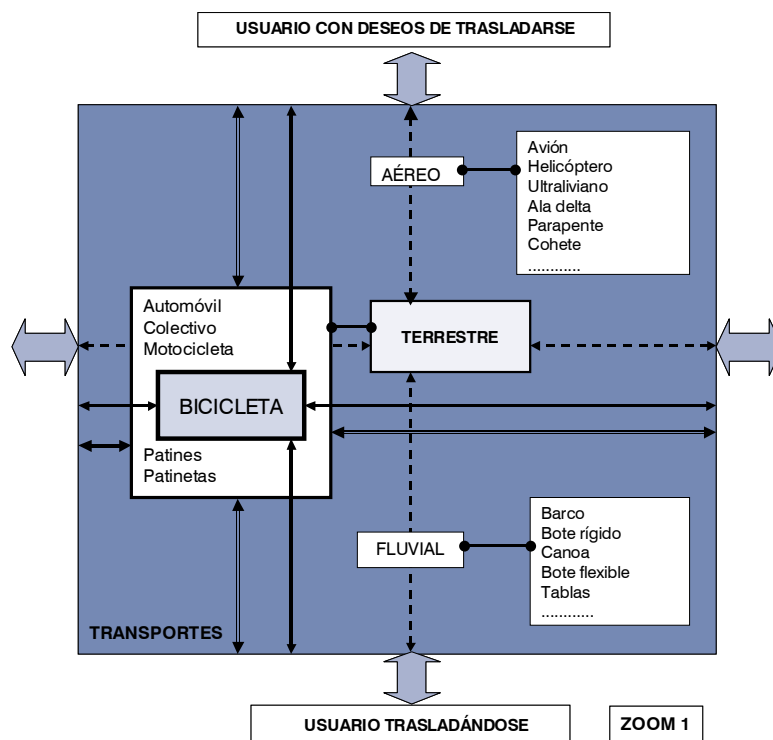 USUARIO CON DESEOS DE TRASLADARSE
AÉREO
Avión
Helicóptero
Ultraliviano
Ala delta
Parapente
Cohete
............
Automóvil
Colectivo
Motocicleta
TERRESTRE
BICICLETA
Patines
Patinetas
FLUVIAL
Barco
Bote rígido
Canoa
Bote flexible
Tablas
............
TRANSPORTES
USUARIO TRASLADÁNDOSE
ZOOM 1